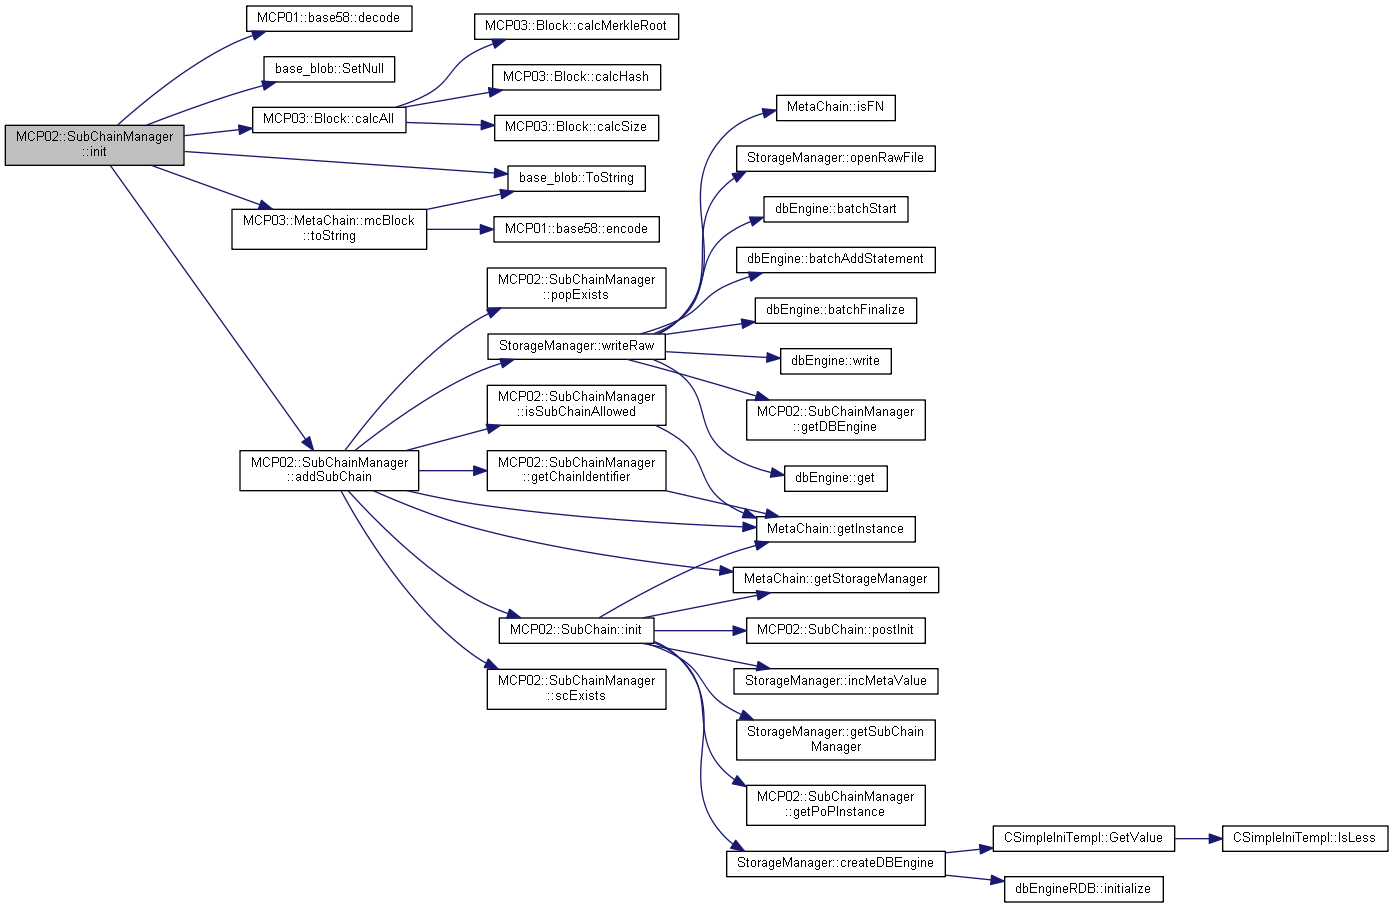 MCP02::SubChainManager
::init
MCP01::base58::decode
base_blob::SetNull
MCP03::Block::calcAll
MCP03::MetaChain::mcBlock
::toString
MCP02::SubChainManager
::addSubChain
MCP03::Block::calcMerkleRoot
MCP03::Block::calcHash
MCP03::Block::calcSize
base_blob::ToString
MCP01::base58::encode
MCP02::SubChainManager
::popExists
StorageManager::writeRaw
MCP02::SubChainManager
::isSubChainAllowed
MCP02::SubChainManager
::getChainIdentifier
MCP02::SubChain::init
MCP02::SubChainManager
::scExists
MetaChain::isFN
StorageManager::openRawFile
dbEngine::batchStart
dbEngine::batchAddStatement
dbEngine::batchFinalize
dbEngine::write
MCP02::SubChainManager
::getDBEngine
dbEngine::get
MetaChain::getInstance
MetaChain::getStorageManager
MCP02::SubChain::postInit
StorageManager::incMetaValue
StorageManager::getSubChain
Manager
MCP02::SubChainManager
::getPoPInstance
StorageManager::createDBEngine
CSimpleIniTempl::GetValue
dbEngineRDB::initialize
CSimpleIniTempl::IsLess